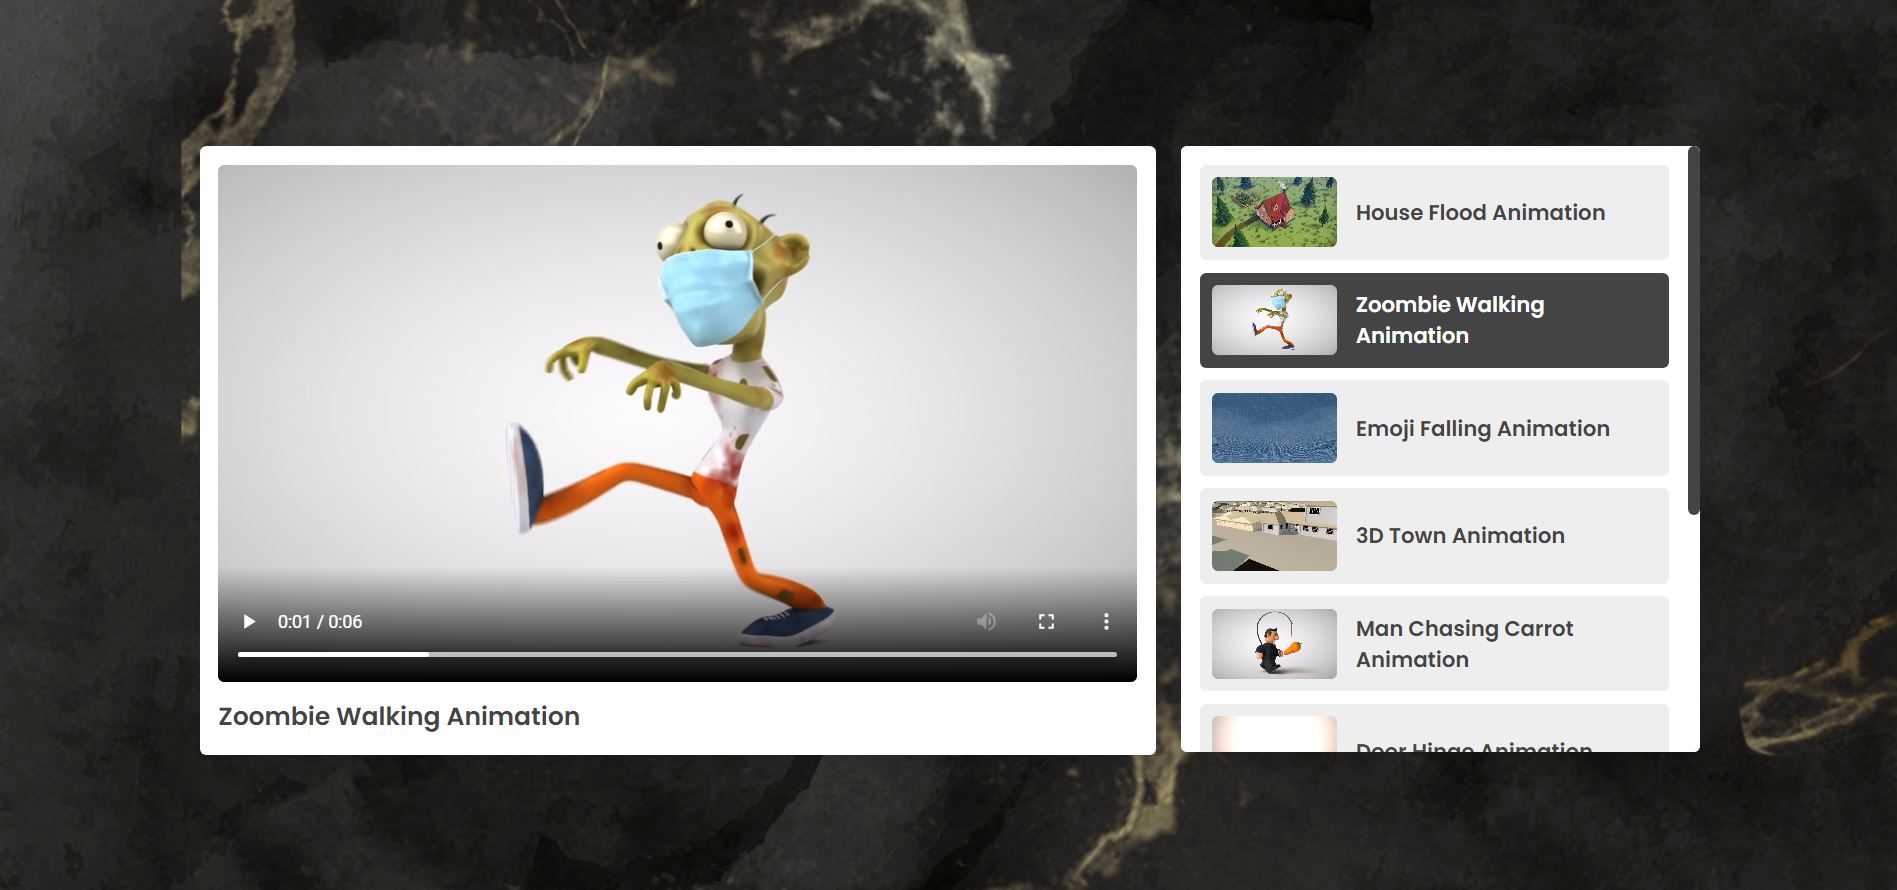 0:01 / 0:06
Zoombie Walking Animation
House Flood Animation
Zoombie Walking
Animation
Emoji Falling Animation
3D Town Animation
Man Chasing Carrot
Animation
Door Hinge Animation